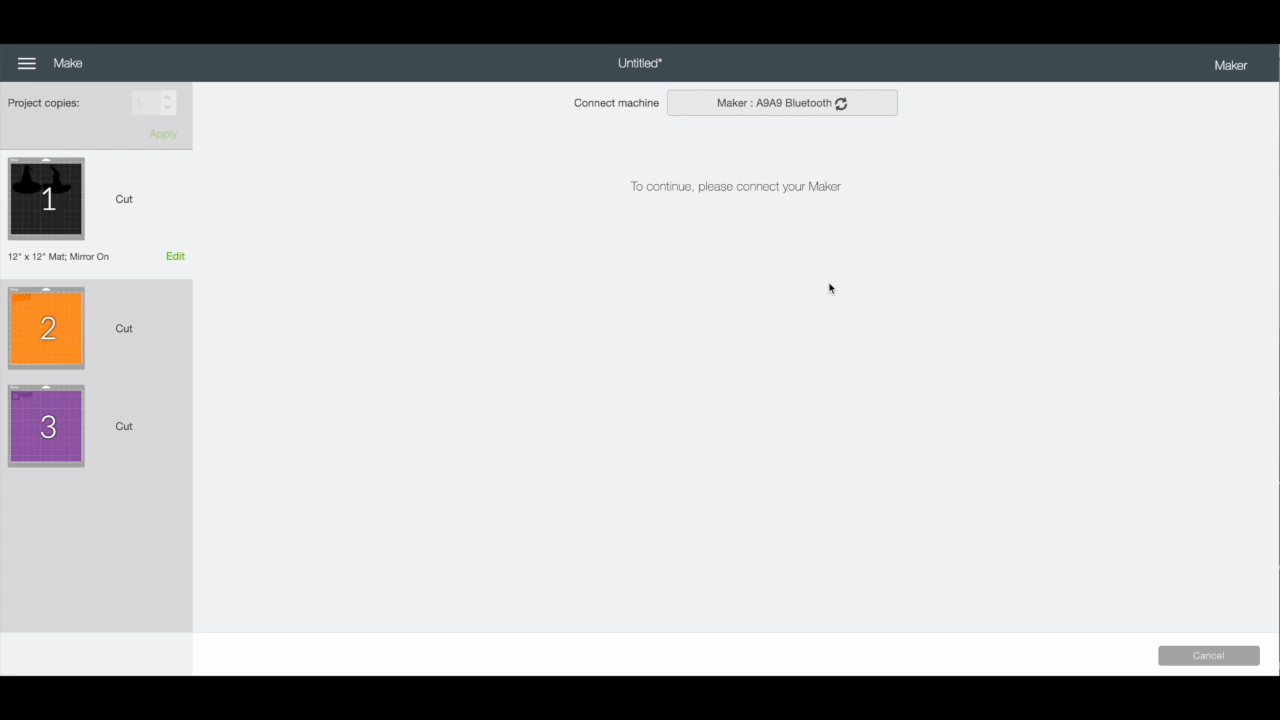 Make
Untitled*
Maker
Project copies:
1
Apply
Connect machine
Maker : A9A9 Bluetooth
To continue, please connect your Maker
1
Cut
12" x 12" Mat; Mirror On
Edit
2
Cut
3
Cut
Cancel